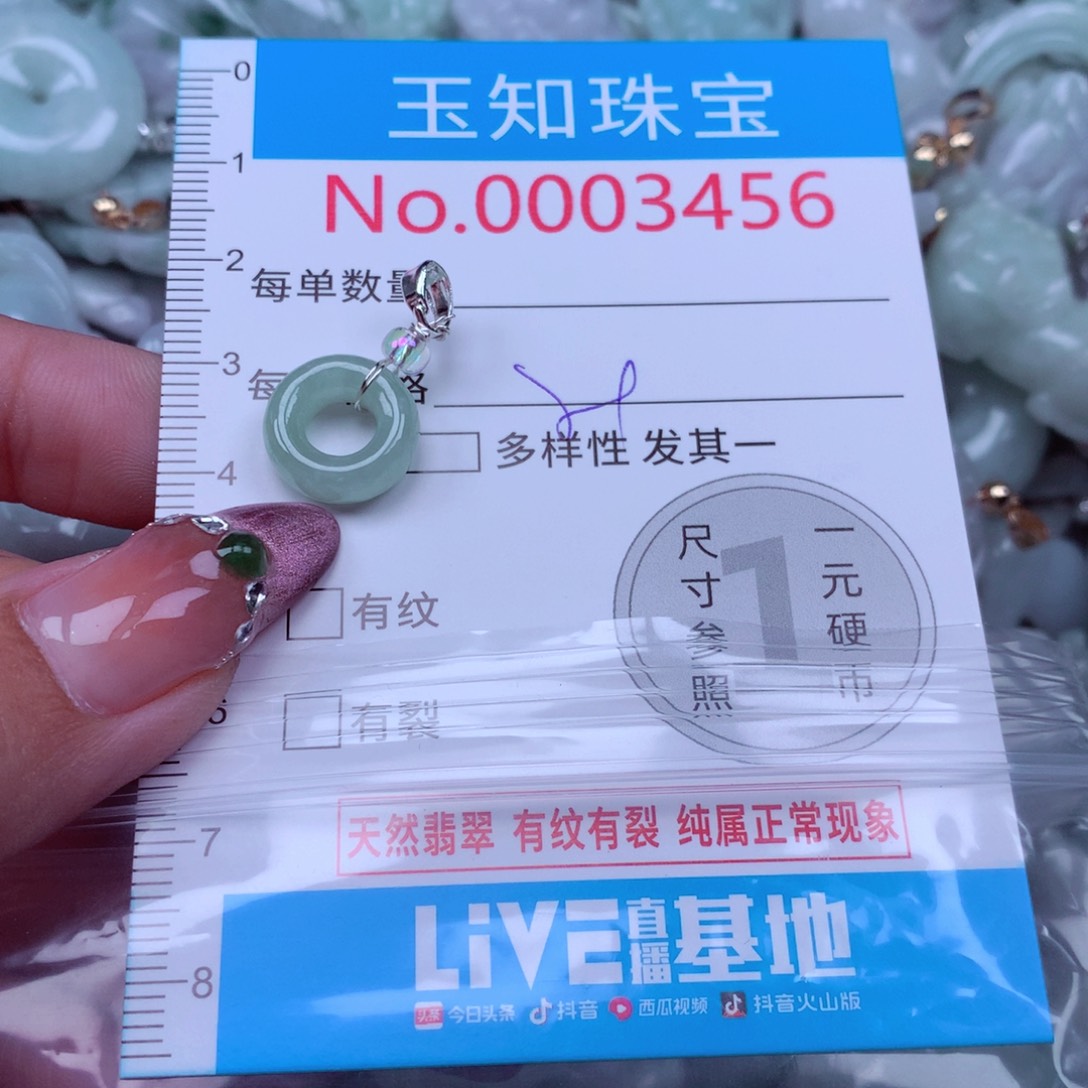 0
玉知珠宝
1
No.0003456
2
每单数量
3
每 格
多样性 发其一
4
一元硬币
尺寸参照
1
有纹
6
有裂
天然翡翠 有纹有裂 纯属正常现象
7
LiVE直播基地
8
头条 今日头条 抖音 西瓜视频 抖音火山版